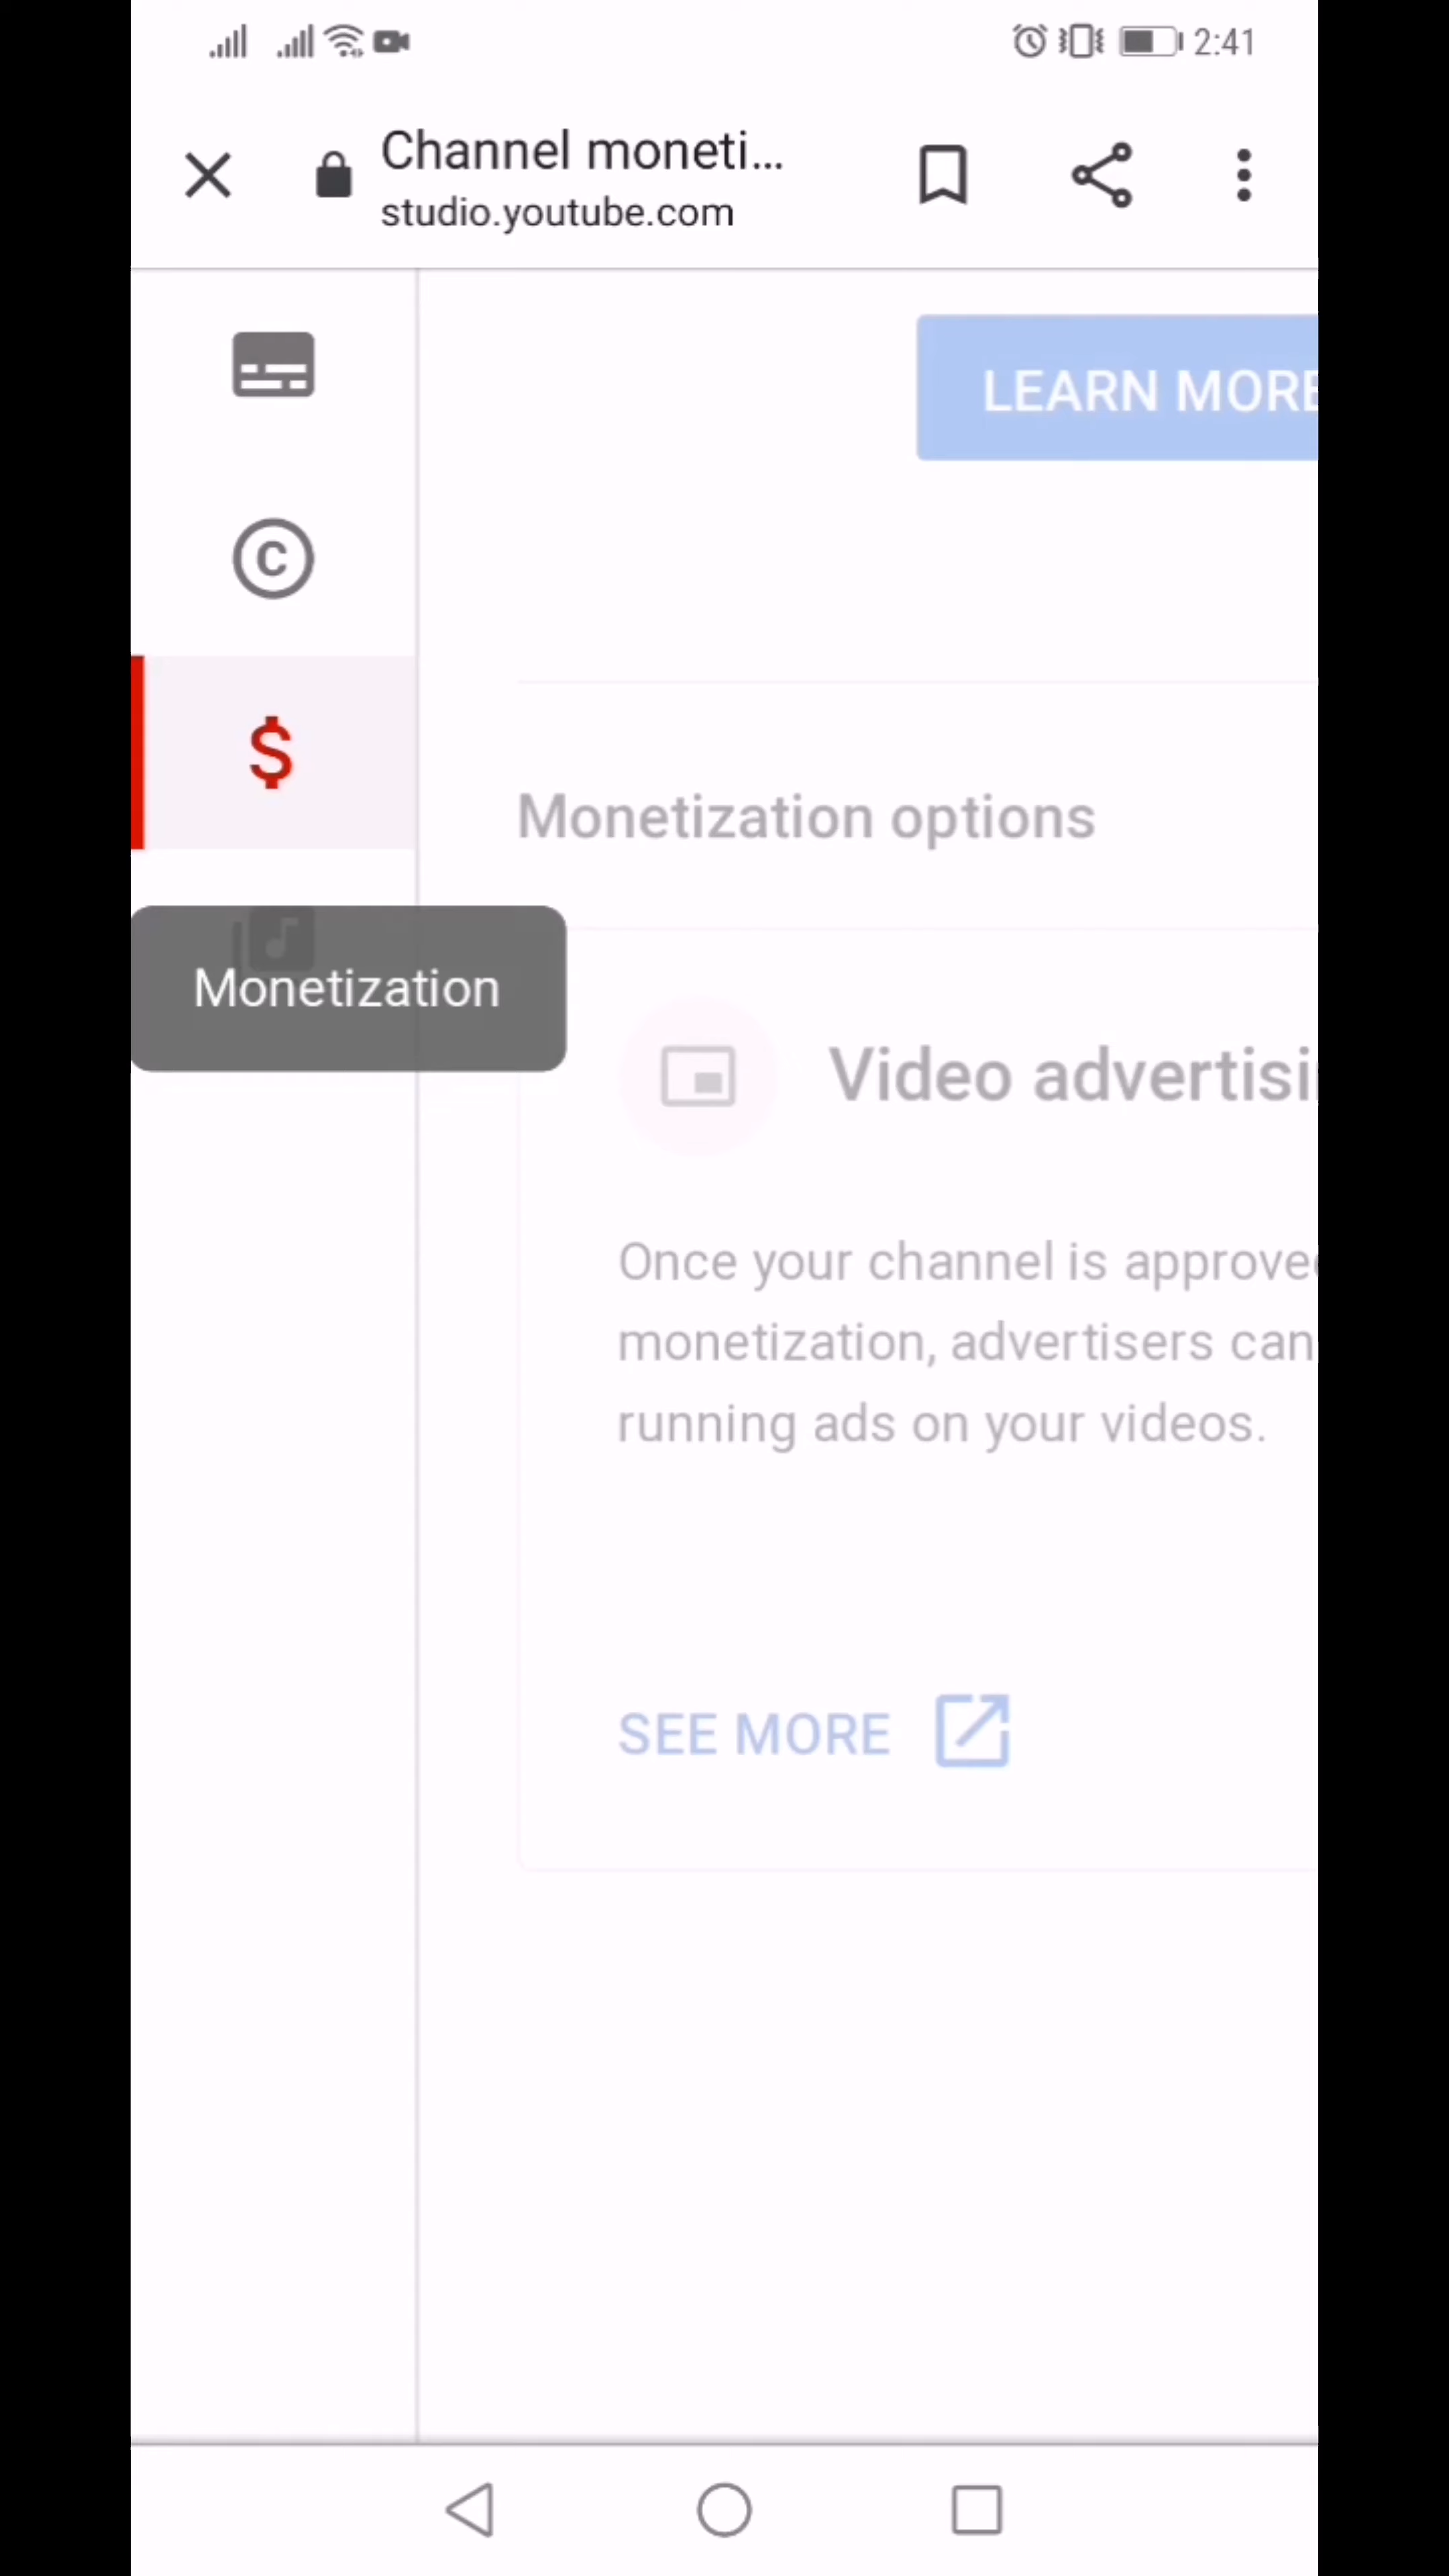 2:41
Channel moneti...
studio.youtube.com
LEARN MORE
Monetization options
Monetization
Video advertisi
Once your channel is approved
monetization, advertisers can
running ads on your videos.
SEE MORE